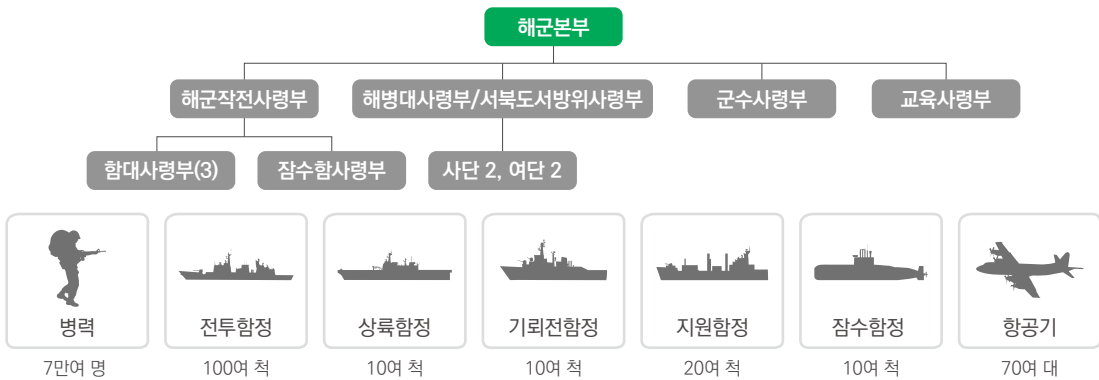 해군본부
해군작전사령부
해병대사령부/서북도서방위사령부
군수사령부
교육사령부
함대사령부(3)
잠수함사령부
사단 2, 여단 2
병력
전투함정
상륙함정
기뢰전함정
지원함정
잠수함정
항공기
7만여 명
100여 척
10여 척
10여 척
20여 척
10여 척
70여 대